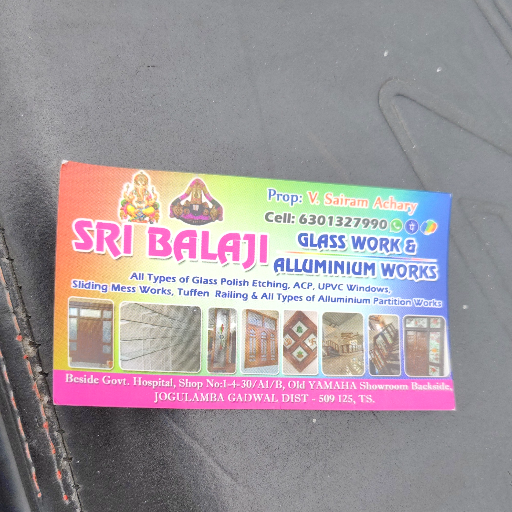 Prop: V. Sairam Achary
Cell: 6301327990
SRI BALAJI
GLASS WORK &
ALLUMINIUM WORKS
All Types of Glass Polish Etching, ACP, UPVC Windows,
Sliding Mess Works, Tuffen Railing & All Types of Alluminium Partition Works
Beside Govt. Hospital, Shop No:1-4-30/A1/B, Old YAMAHA Showroom Backside,
JOGULAMBA GADWAL DIST - 509 125, T.S.